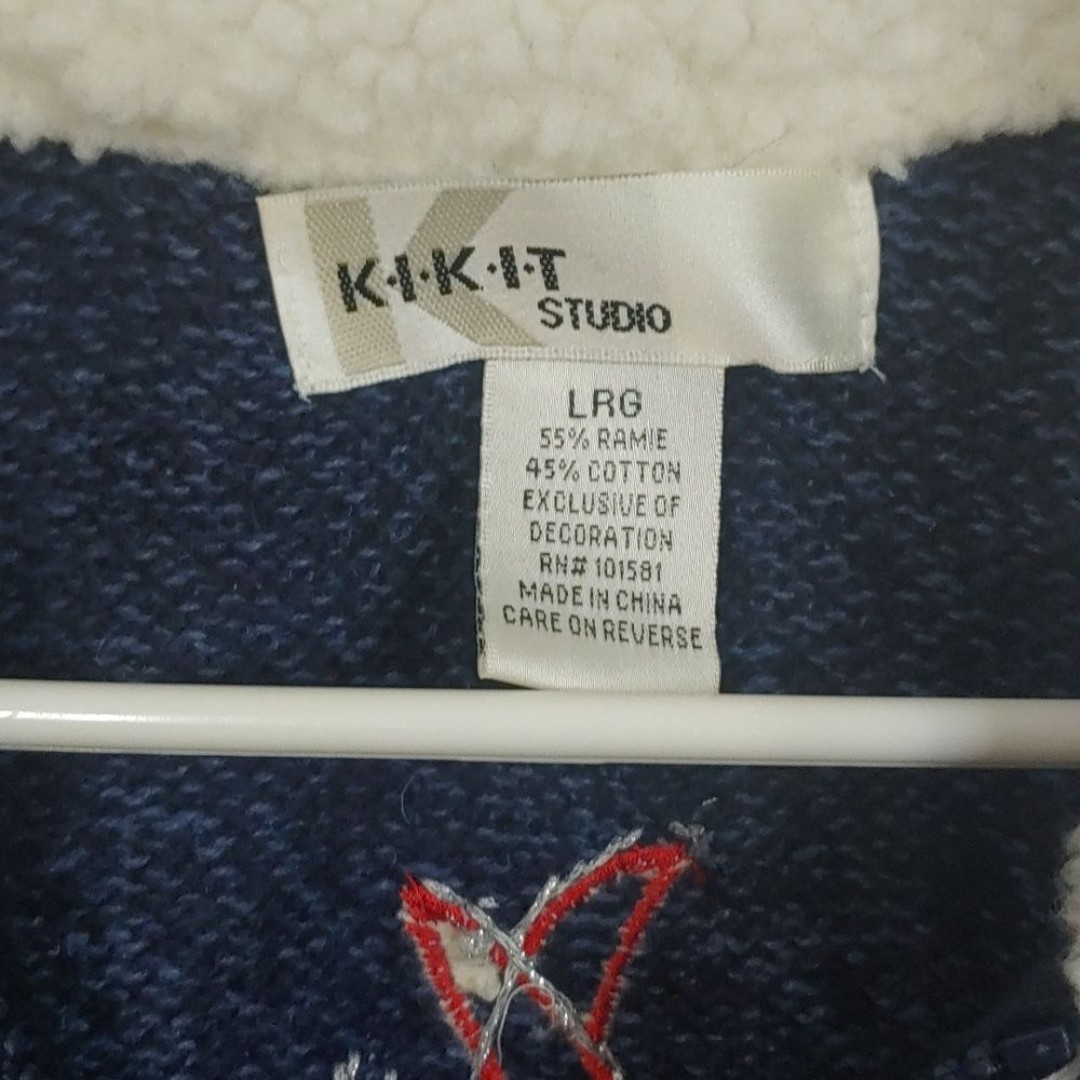 K·I·K·I·T
STUDIO
LRG
55% RAMIE
45% COTTON
EXCLUSIVE OF
DECORATION
RN# 101581
MADE IN CHINA
CARE ON REVERSE